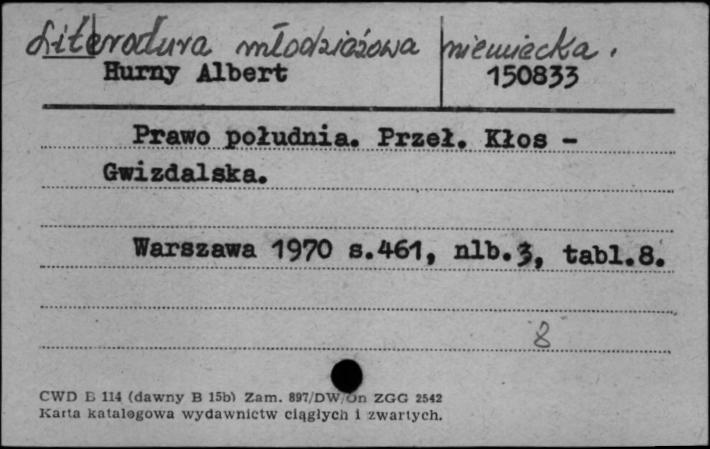 Literatura młodzieżowa niemiecka.
Hurny Albert 150833
Prawo południa. Przeł. Kłos -
Gwizdalska.
Warszawa 1970 s.461, nlb.3, tabl.8.
8
CWD B 114 (dawny B 15b) Zam. 897/DW/Dn ZGG 2542
Karta katalogowa wydawnictw ciągłych i zwartych.